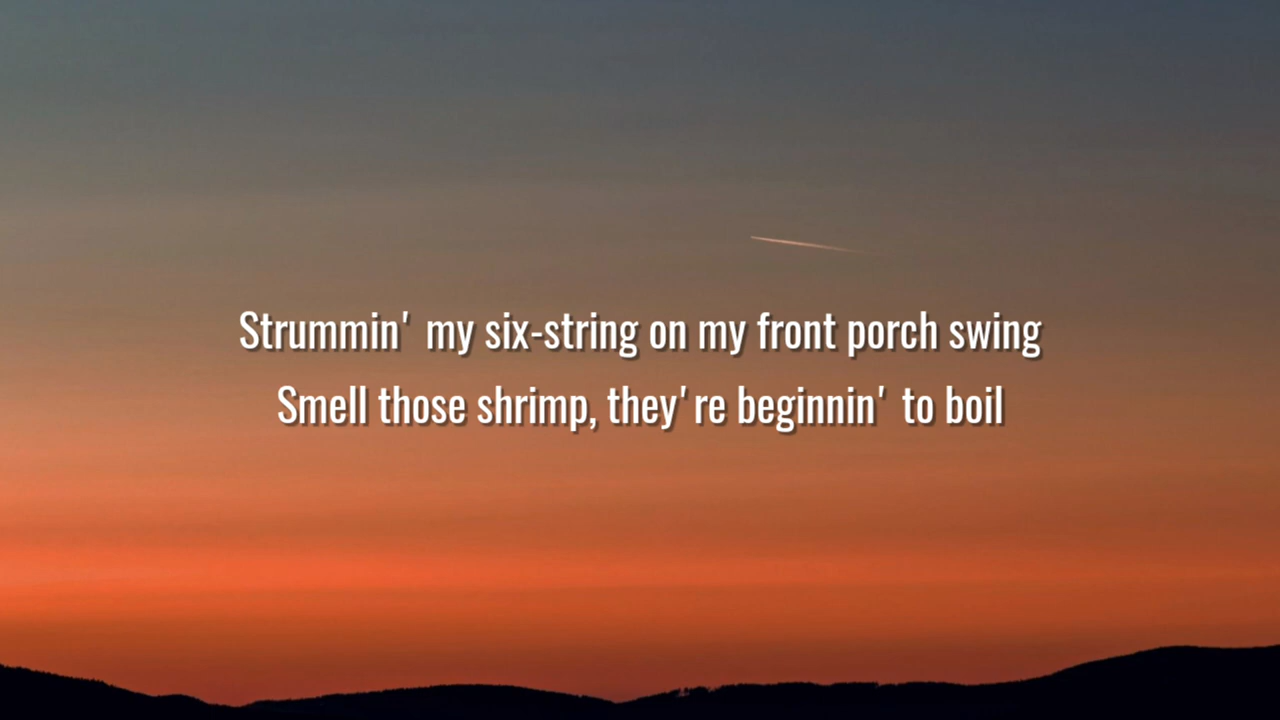 Strummin' my six-string on my front porch swing
Smell those shrimp, they're beginnin' to boil